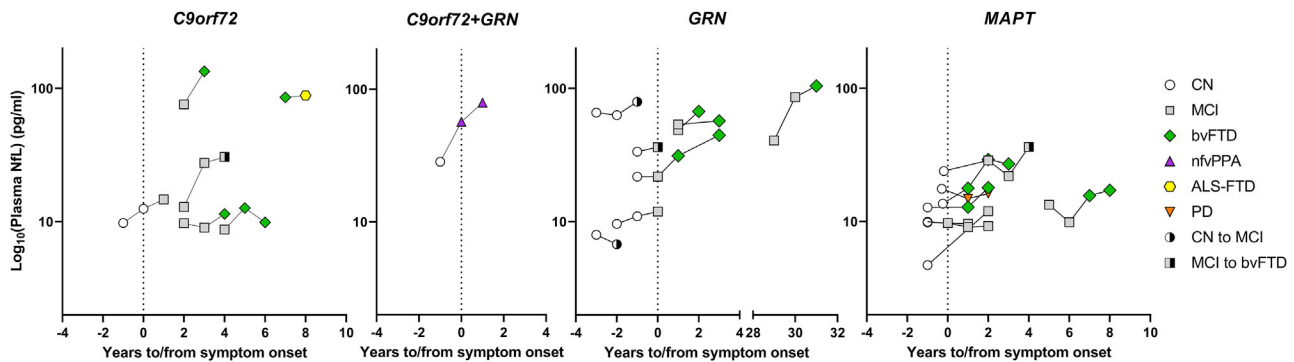 C9orf72
C9orf72+GRN
GRN
MAPT
Log10(Plasma NfL) (pg/ml)
100
10
-4 -2 0 2 4 6 8 10
Years to/from symptom onset
100
10
-4 -2 0 2 4
Years to/from symptom onset
100
10
-4 -2 0 2 4 28 30 32
Years to/from symptom onset
100
10
-4 -2 0 2 4 6 8 10
Years to/from symptom onset
CN
MCI
bvFTD
nfvPPA
ALS-FTD
PD
CN to MCI
MCI to bvFTD